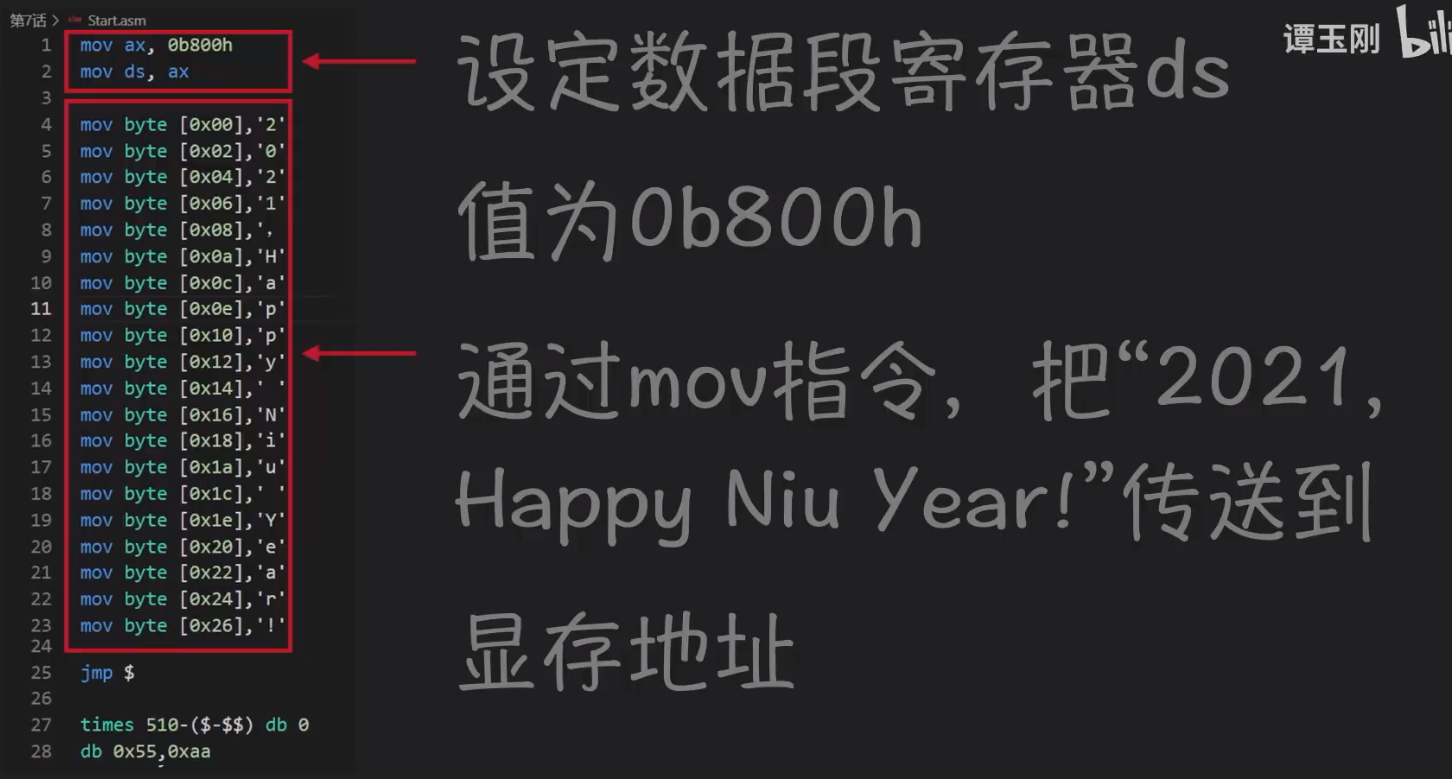 第7话 > Start.asm
谭玉刚 bili
1 mov ax, 0b800h
2 mov ds, ax
3
4 mov byte [0x00],'2'
5 mov byte [0x02],'0'
6 mov byte [0x04],'2'
7 mov byte [0x06],'1'
8 mov byte [0x08],',
9 mov byte [0x0a],'H'
10 mov byte [0x0c],'a'
11 mov byte [0x0e],'p'
12 mov byte [0x10],'p'
13 mov byte [0x12],'y'
14 mov byte [0x14],' '
15 mov byte [0x16],'N'
16 mov byte [0x18],'i'
17 mov byte [0x1a],'u'
18 mov byte [0x1c],' '
19 mov byte [0x1e],'Y'
20 mov byte [0x20],'e'
21 mov byte [0x22],'a'
22 mov byte [0x24],'r'
23 mov byte [0x26],'!'
24
25 jmp $
26
27 times 510-($-$$) db 0
28 db 0x55,0xaa
设定数据段寄存器ds
值为0b800h
通过mov指令, 把“2021,
Happy Niu Year!”传送到
显存地址